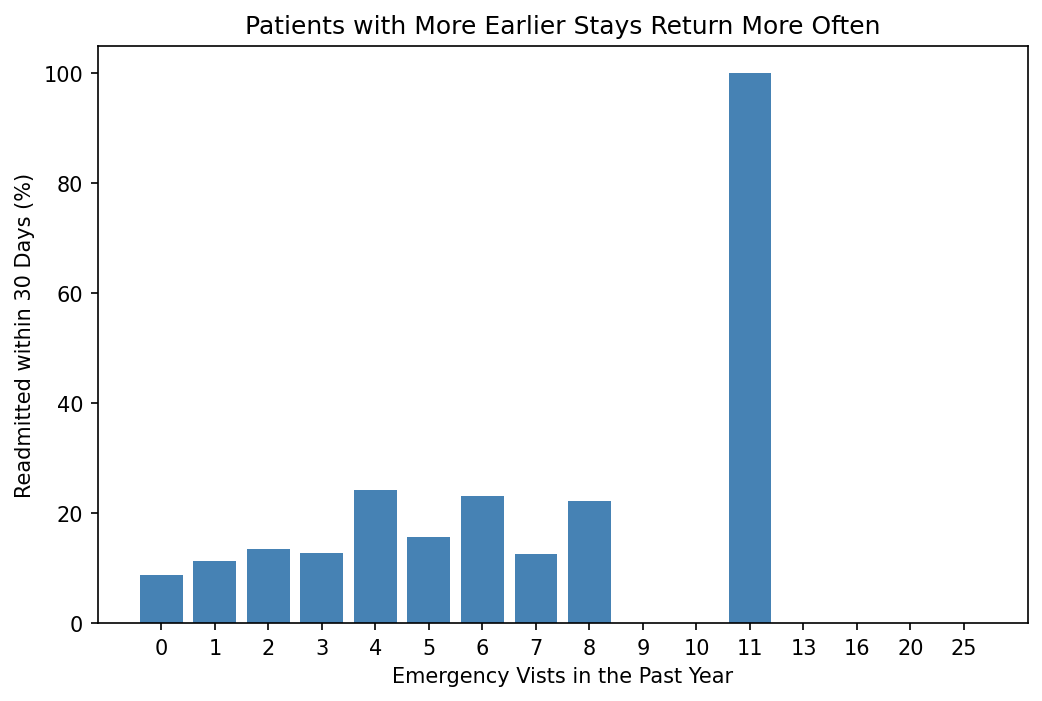 Patients with More Earlier Stays Return More Often
Readmitted within 30 Days (%)
100
80
60
40
20
0
0 1 2 3 4 5 6 7 8 9 10 11 13 16 20 25
Emergency Vists in the Past Year